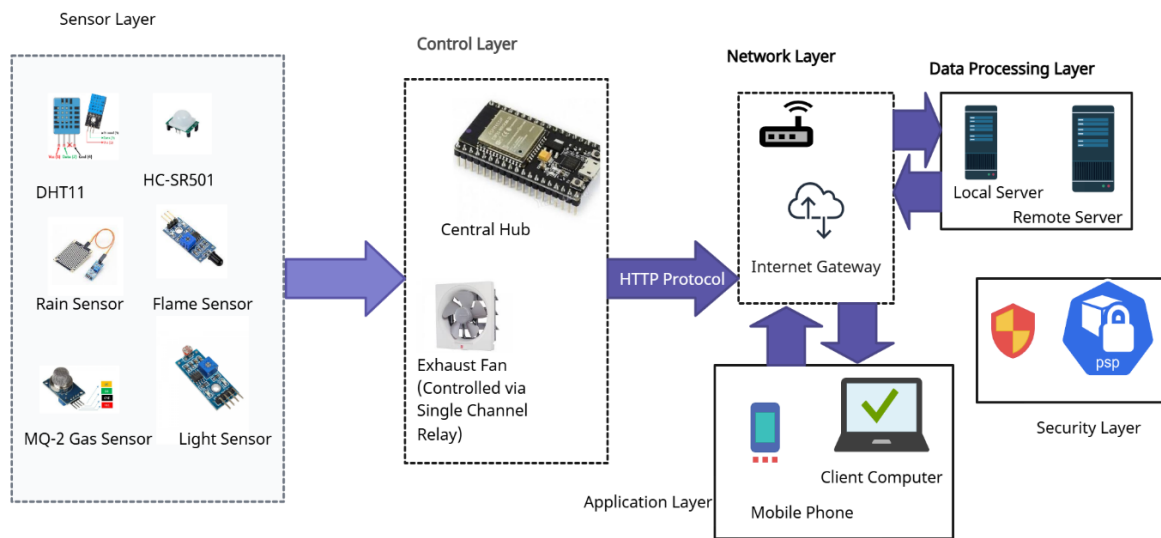 Sensor Layer
DHT11
HC-SR501
Rain Sensor
Flame Sensor
MQ-2 Gas Sensor
Light Sensor
Control Layer
Central Hub
Exhaust Fan
(Controlled via
Single Channel
Relay)
HTTP Protocol
Network Layer
Internet Gateway
Data Processing Layer
Local Server
Remote Server
psp
Security Layer
Application Layer
Client Computer
Mobile Phone